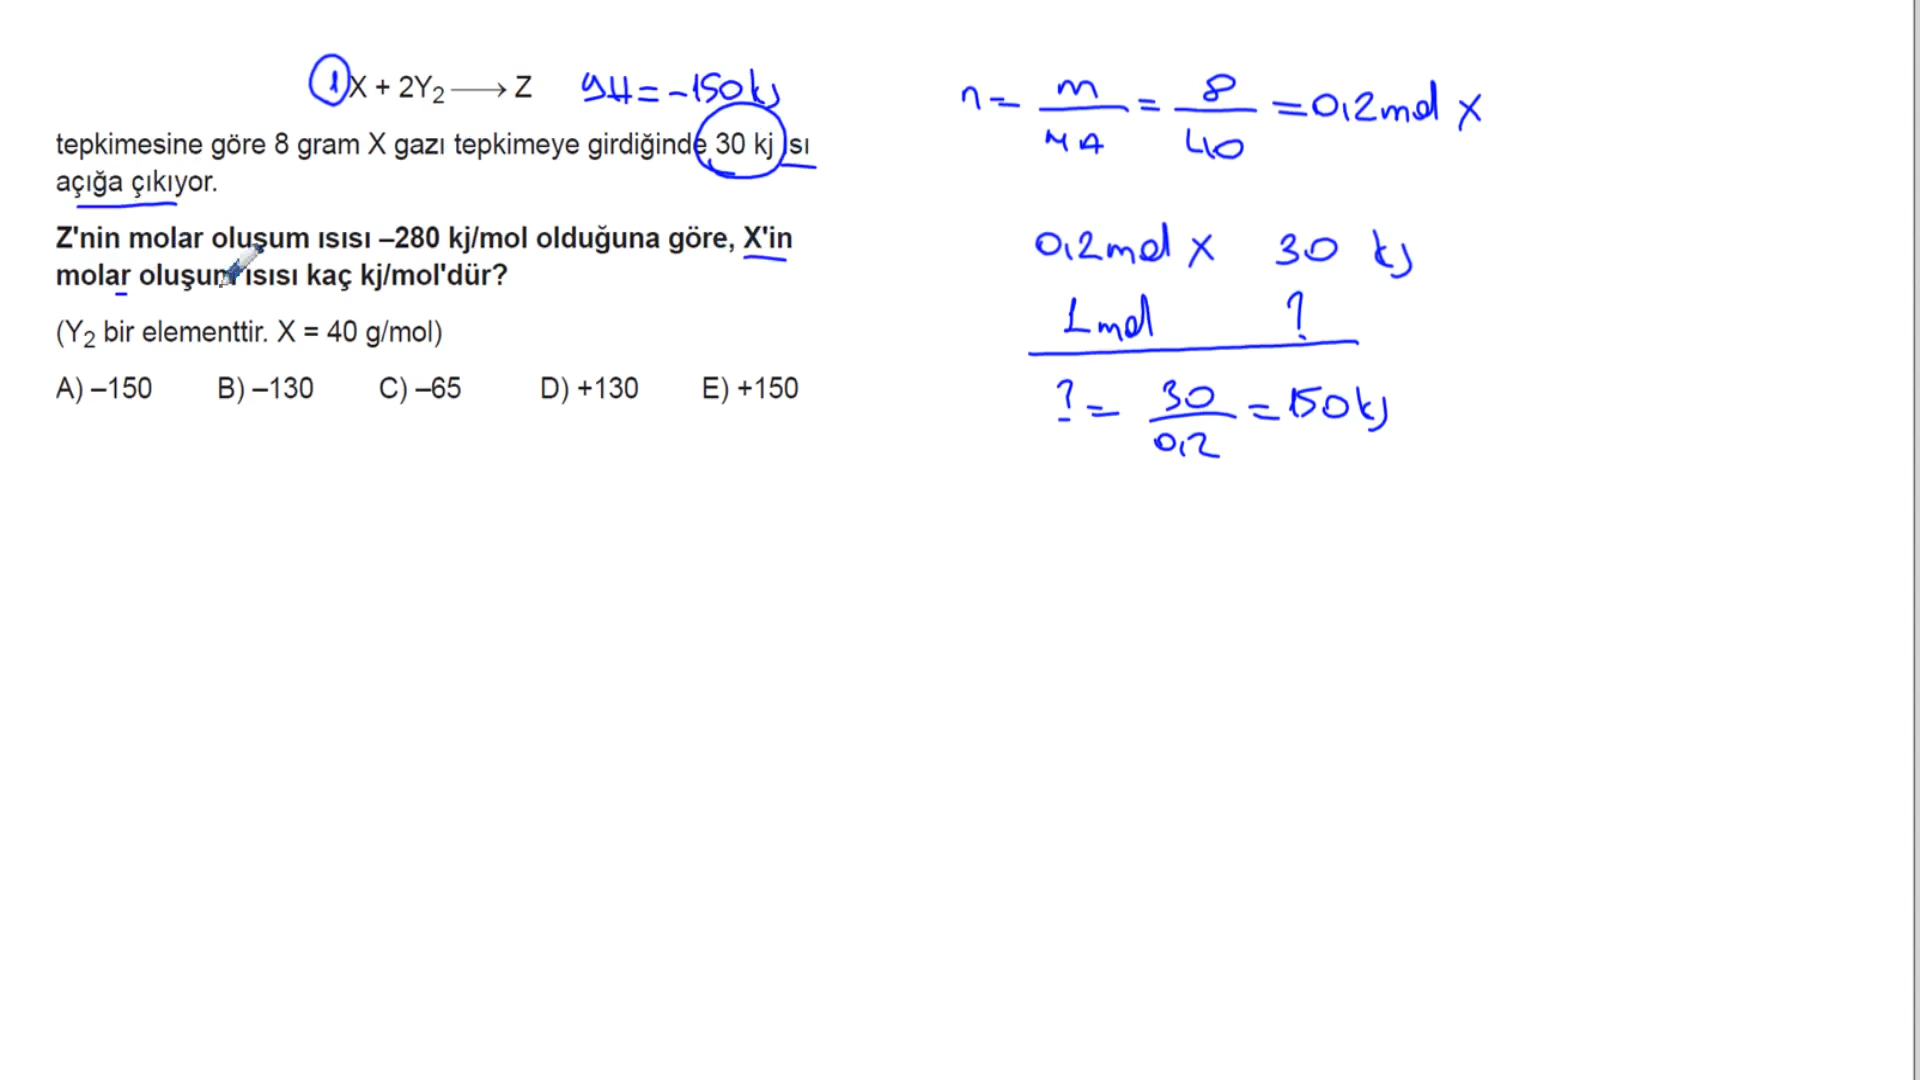 1X + 2Y₂ ⟶ Z ΔH = -150kj
tepkimesine göre 8 gram X gazı tepkimeye girdiğinde 30 kj ısı
açığa çıkıyor.
Z'nin molar oluşum ısısı –280 kj/mol olduğuna göre, X'in
molar oluşum ısısı kaç kj/mol'dür?
(Y₂ bir elementtir. X = 40 g/mol)
A) –150 B) –130 C) –65 D) +130 E) +150
n = m/MA = 8/40 = 0,2 mol X
0,2 mol X 30 kj
1 mol ?
? = 30/0,2 = 150 kj